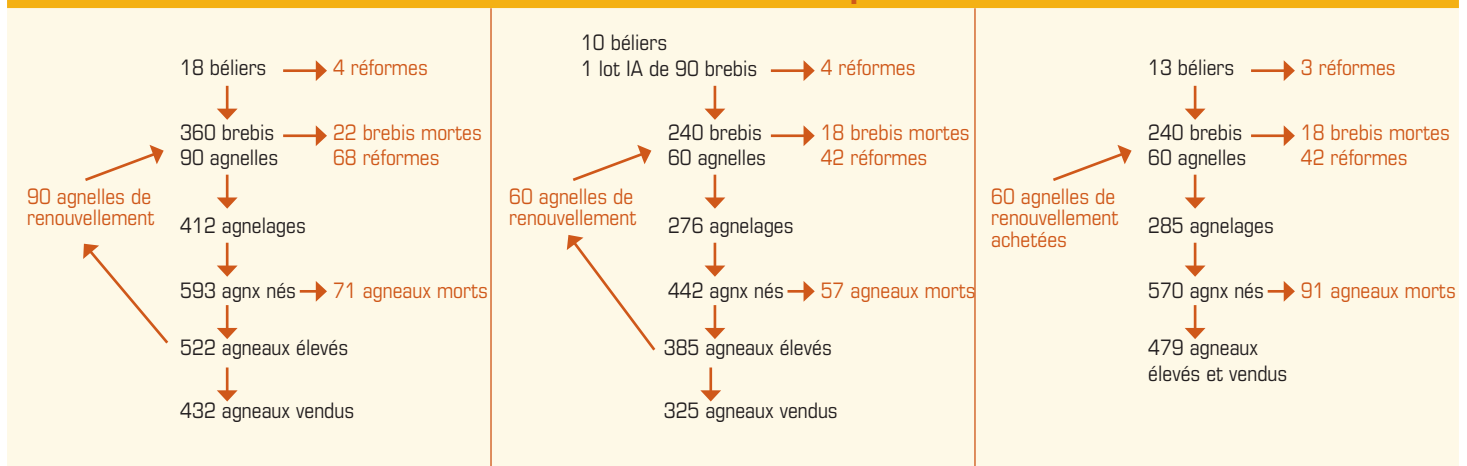 18 béliers
4 réformes
360 brebis
90 agnelles
22 brebis mortes
68 réformes
90 agnelles de
renouvellement
412 agnelages
593 agnx nés
71 agneaux morts
522 agneaux élevés
432 agneaux vendus
10 béliers
1 lot IA de 90 brebis
4 réformes
240 brebis
60 agnelles
18 brebis mortes
42 réformes
60 agnelles de
renouvellement
276 agnelages
442 agnx nés
57 agneaux morts
385 agneaux élevés
325 agneaux vendus
13 béliers
3 réformes
240 brebis
60 agnelles
18 brebis mortes
42 réformes
60 agnelles de
renouvellement
achetées
285 agnelages
570 agnx nés
91 agneaux morts
479 agneaux
élevés et vendus